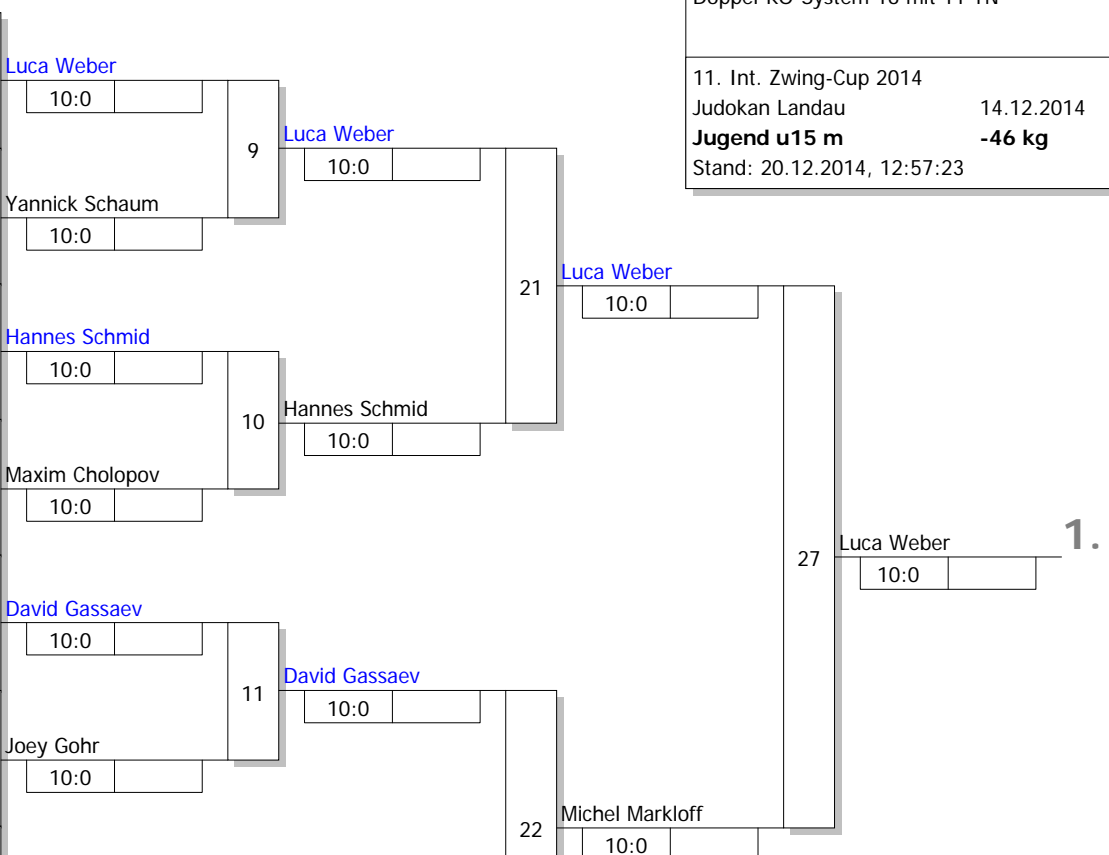 Doppel-KO-System 16 mit 11 TN
11. Int. Zwing-Cup 2014
Judokan Landau 14.12.2014
Jugend u15 m -46 kg
Stand: 20.12.2014, 12:57:23
Luca Weber
10:0
9
Luca Weber
10:0
Yannick Schaum
10:0
21
Luca Weber
10:0
Hannes Schmid
10:0
10
Hannes Schmid
10:0
Maxim Cholopov
10:0
27
Luca Weber
1.
10:0
David Gassaev
10:0
11
David Gassaev
10:0
Joey Gohr
10:0
22
Michel Markloff
10:0